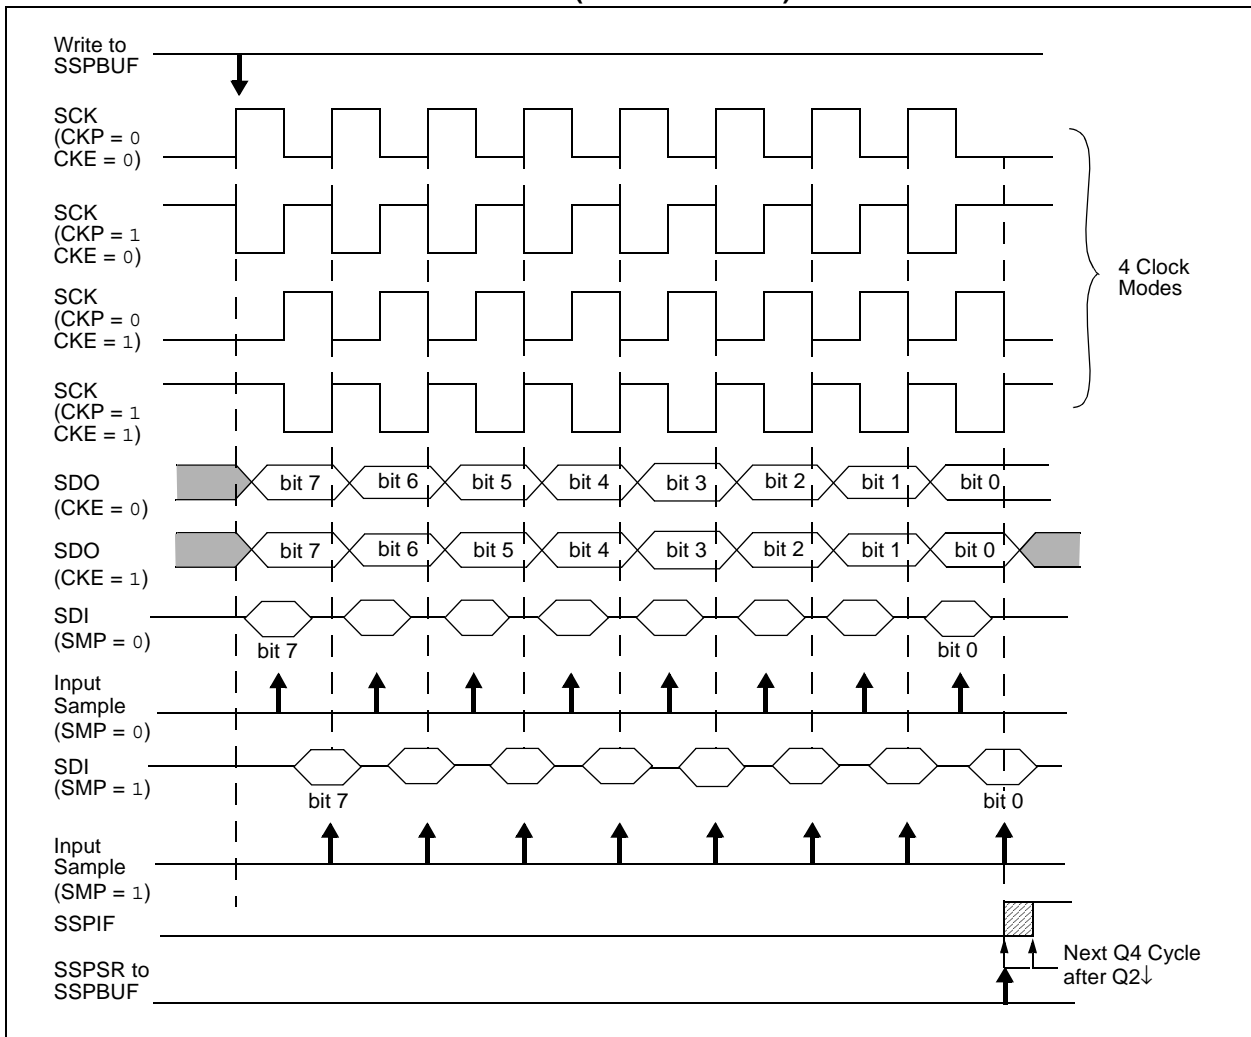 Write to
SSPBUF
SCK
(CKP = 0
CKE = 0)
SCK
(CKP = 1
CKE = 0)
SCK
(CKP = 0
CKE = 1)
SCK
(CKP = 1
CKE = 1)
4 Clock
Modes
SDO
(CKE = 0)
bit 7 bit 6 bit 5 bit 4 bit 3 bit 2 bit 1 bit 0
SDO
(CKE = 1)
bit 7 bit 6 bit 5 bit 4 bit 3 bit 2 bit 1 bit 0
SDI
(SMP = 0)
bit 7 bit 0
Input
Sample
(SMP = 0)
SDI
(SMP = 1)
bit 7 bit 0
Input
Sample
(SMP = 1)
SSPIF
Next Q4 Cycle
after Q2↓
SSPSR to
SSPBUF